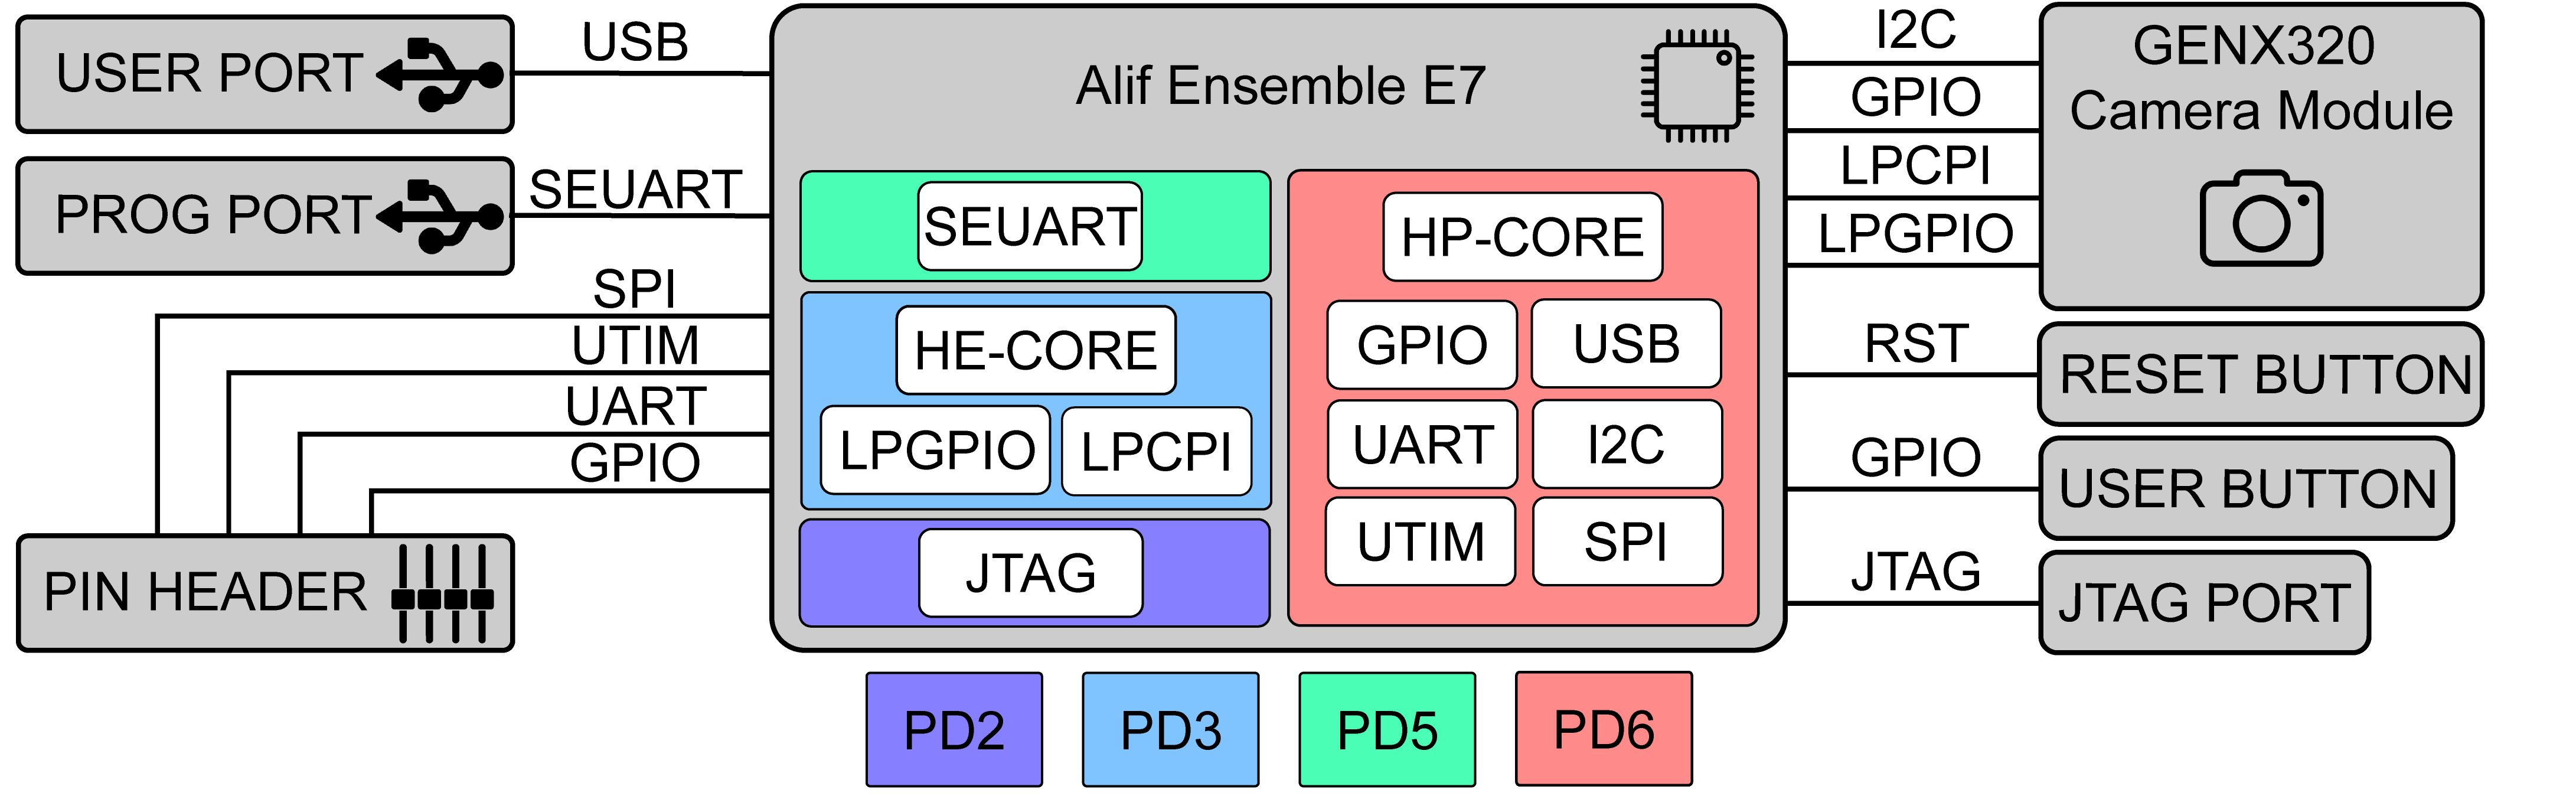 USER PORT
USB
PROG PORT
SEUART
SPI
UTIM
UART
GPIO
PIN HEADER
Alif Ensemble E7
SEUART
HE-CORE
LPGPIO
LPCPI
JTAG
HP-CORE
GPIO
USB
UART
I2C
UTIM
SPI
I2C
GPIO
LPCPI
LPGPIO
GENX320
Camera Module
RST
RESET BUTTON
GPIO
USER BUTTON
JTAG
JTAG PORT
PD2
PD3
PD5
PD6